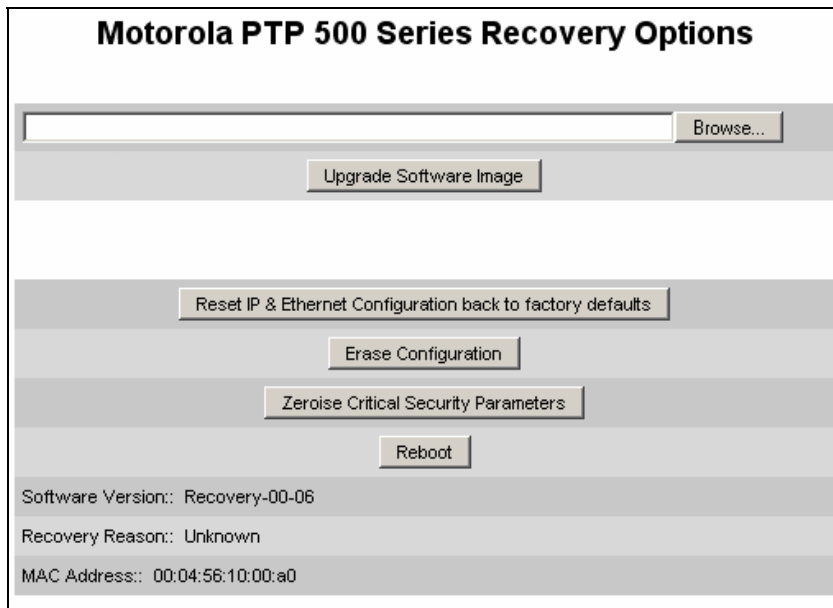 Motorola PTP 500 Series Recovery Options
Browse...
Upgrade Software Image
Reset IP & Ethernet Configuration back to factory defaults
Erase Configuration
Zeroise Critical Security Parameters
Reboot
Software Version:: Recovery-00-06
Recovery Reason:: Unknown
MAC Address:: 00:04:56:10:00:a0